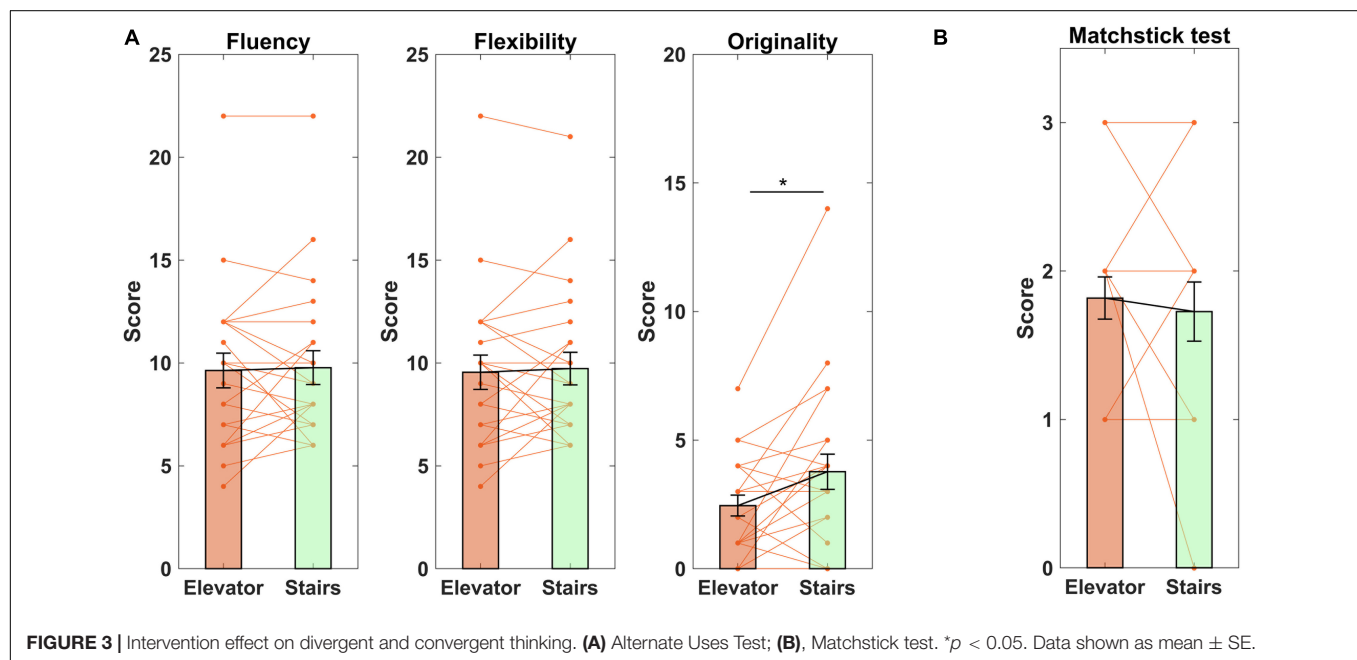 A
Fluency
25
20
15
10
5
0
Score
Elevator Stairs
Flexibility
25
20
15
10
5
0
Score
Elevator Stairs
Originality
20
15
10
5
0
Score
*
Elevator Stairs
B
Matchstick test
3
2
1
0
Score
Elevator Stairs
FIGURE 3 | Intervention effect on divergent and convergent thinking. (A) Alternate Uses Test; (B), Matchstick test. *p < 0.05. Data shown as mean ± SE.